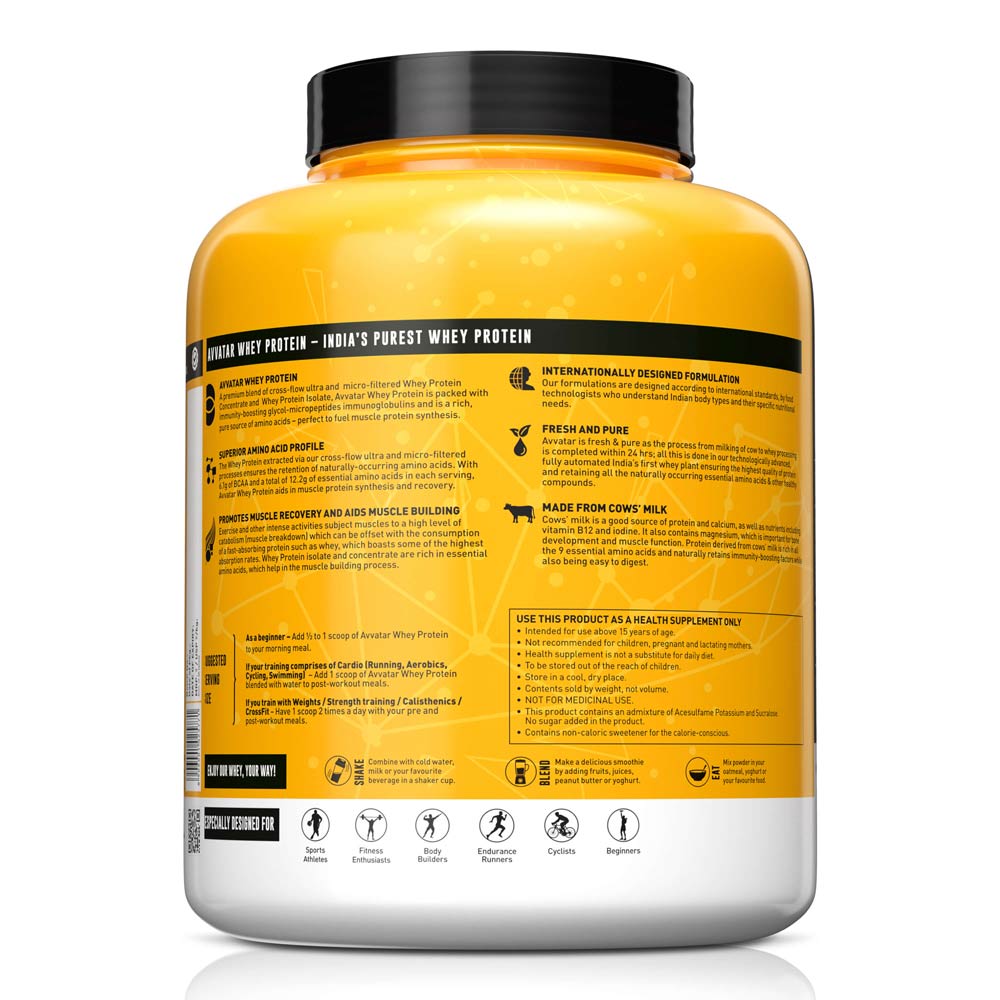 AVVATAR WHEY PROTEIN – INDIA'S PUREST WHEY PROTEIN
AVVATAR WHEY PROTEIN
A premium blend of cross-flow ultra and micro-filtered Whey Protein
Concentrate and Whey Protein Isolate, Avvatar Whey Protein is packed with
immunity-boosting glycol-micropeptides immunoglobulins and is a rich,
pure source of amino acids – perfect to fuel muscle protein synthesis.
SUPERIOR AMINO ACID PROFILE
The Whey Protein extracted via our cross-flow ultra and micro-filtered
processes ensures the retention of naturally-occurring amino acids. With
6.1g of BCAA and a total of 12.2g of essential amino acids in each serving,
Avvatar Whey Protein aids in muscle protein synthesis and recovery.
PROMOTES MUSCLE RECOVERY AND AIDS MUSCLE BUILDING
Exercise and other intense activities subject muscles to a high level of
catabolism (muscle breakdown) which can be offset with the consumption
of a fast-absorbing protein such as whey, which boasts some of the highest
absorption rates. Whey Protein isolate and concentrate are rich in essential
amino acids, which help in the muscle building process.
INTERNATIONALLY DESIGNED FORMULATION
Our formulations are designed according to international standards, by food
technologists who understand Indian body types and their specific nutritional
needs.
FRESH AND PURE
Avvatar is fresh & pure as the process from milking of cow to whey processing
is completed within 24 hrs; all this is done in our technologically advanced,
fully automated India's first whey plant ensuring the highest quality of protein
and retaining all the naturally occurring essential amino acids & other healthy
compounds.
MADE FROM COWS' MILK
Cows' milk is a good source of protein and calcium, as well as nutrients including
vitamin B12 and iodine. It also contains magnesium, which is important for bone
development and muscle function. Protein derived from cows' milk is rich in all
the 9 essential amino acids and naturally retains immunity-boosting factors while
also being easy to digest.
UGGESTED
ERVING
IZE
As a beginner – Add ½ to 1 scoop of Avvatar Whey Protein
to your morning meal.
If your training comprises of Cardio (Running, Aerobics,
Cycling, Swimming) – Add 1 scoop of Avvatar Whey Protein
blended with water to post-workout meals.
If you train with Weights / Strength training / Calisthenics /
CrossFit – Have 1 scoop 2 times a day with your pre and
post-workout meals.
USE THIS PRODUCT AS A HEALTH SUPPLEMENT ONLY
• Intended for use above 15 years of age.
• Not recommended for children, pregnant and lactating mothers.
• Health supplement is not a substitute for daily diet.
• To be stored out of the reach of children.
• Store in a cool, dry place.
• Contents sold by weight, not volume.
• NOT FOR MEDICINAL USE.
• This product contains an admixture of Acesulfame Potassium and Sucralose.
No sugar added in the product.
• Contains non-caloric sweetener for the calorie-conscious.
ENJOY OUR WHEY, YOUR WAY!
SHAKE
Combine with cold water,
milk or your favourite
beverage in a shaker cup.
BLEND
Make a delicious smoothie
by adding fruits, juices,
peanut butter or yoghurt.
EAT
Mix powder in your
oatmeal, yoghurt or
your favourite food.
ESPECIALLY DESIGNED FOR
Sports
Athletes
Fitness
Enthusiasts
Body
Builders
Endurance
Runners
Cyclists
Beginners